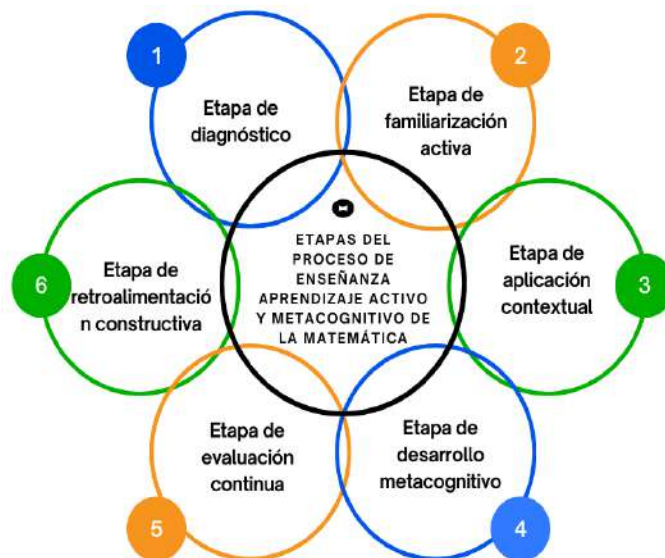 1
Etapa de
diagnóstico
2
Etapa de
familiarización
activa
3
Etapa de
aplicación
contextual
4
Etapa de
desarrollo
metacognitivo
5
Etapa de
evaluación
continua
6
Etapa de
retroalimentació
n constructiva
ETAPAS DEL
PROCESO DE
ENSEÑANZA
APRENDIZAJE ACTIVO
Y METACOGNITIVO DE
LA MATEMÁTICA